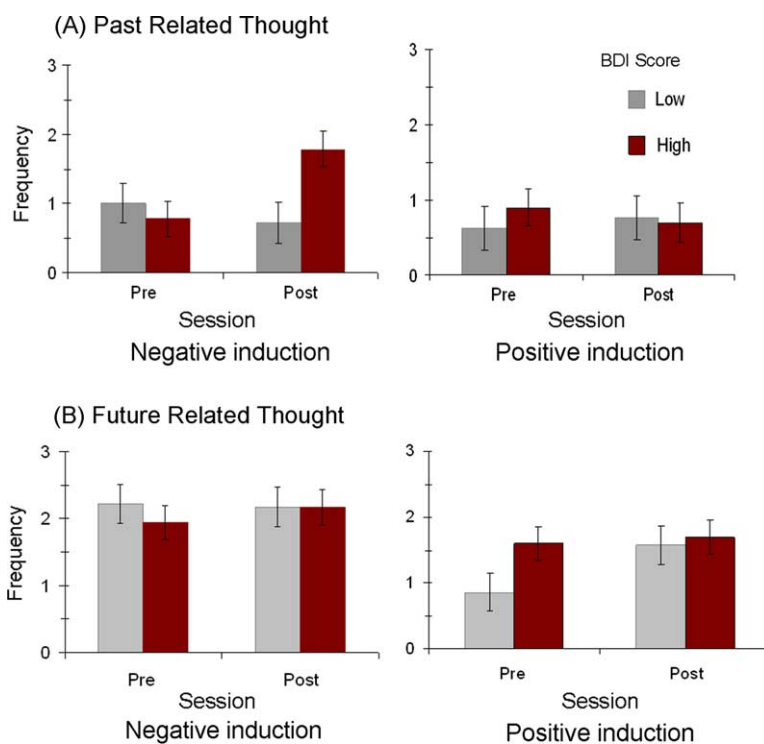 (A) Past Related Thought
BDI Score
Low
High
Frequency
3
2
1
0
Pre
Post
Session
Negative induction
3
2
1
0
Pre
Post
Session
Positive induction
(B) Future Related Thought
Frequency
3
2
1
0
Pre
Post
Session
Negative induction
3
2
1
0
Pre
Post
Session
Positive induction